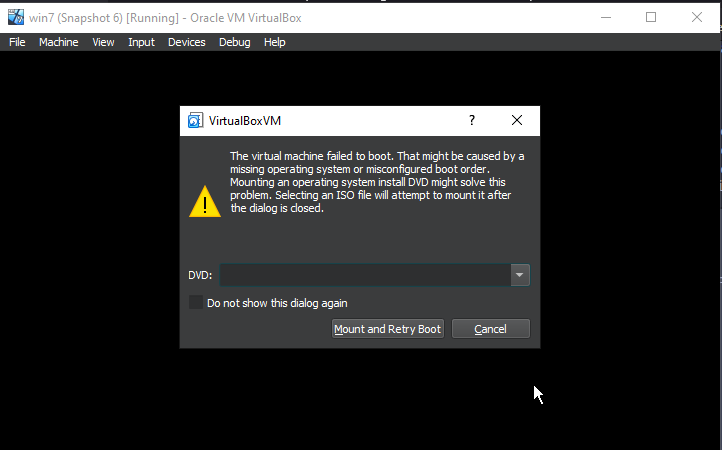 win7 (Snapshot 6) [Running] - Oracle VM VirtualBox
File Machine View Input Devices Debug Help
VirtualBoxVM ?
The virtual machine failed to boot. That might be caused by a
missing operating system or misconfigured boot order.
Mounting an operating system install DVD might solve this
problem. Selecting an ISO file will attempt to mount it after
the dialog is closed.
DVD:
Do not show this dialog again
Mount and Retry Boot Cancel